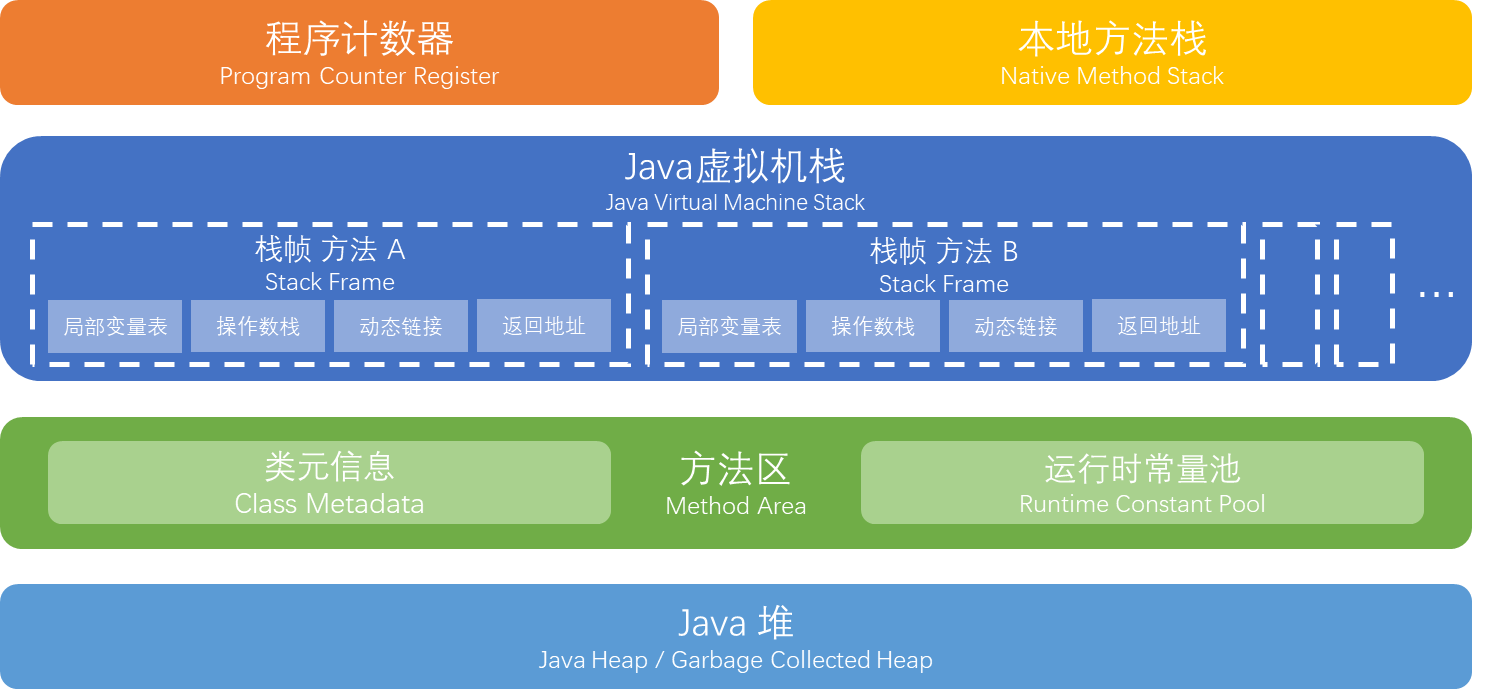 程序计数器
Program Counter Register
本地方法栈
Native Method Stack
Java虚拟机栈
Java Virtual Machine Stack
栈帧 方法 A
Stack Frame
局部变量表
操作数栈
动态链接
返回地址
栈帧 方法 B
Stack Frame
局部变量表
操作数栈
动态链接
返回地址
...
类元信息
Class Metadata
方法区
Method Area
运行时常量池
Runtime Constant Pool
Java 堆
Java Heap / Garbage Collected Heap